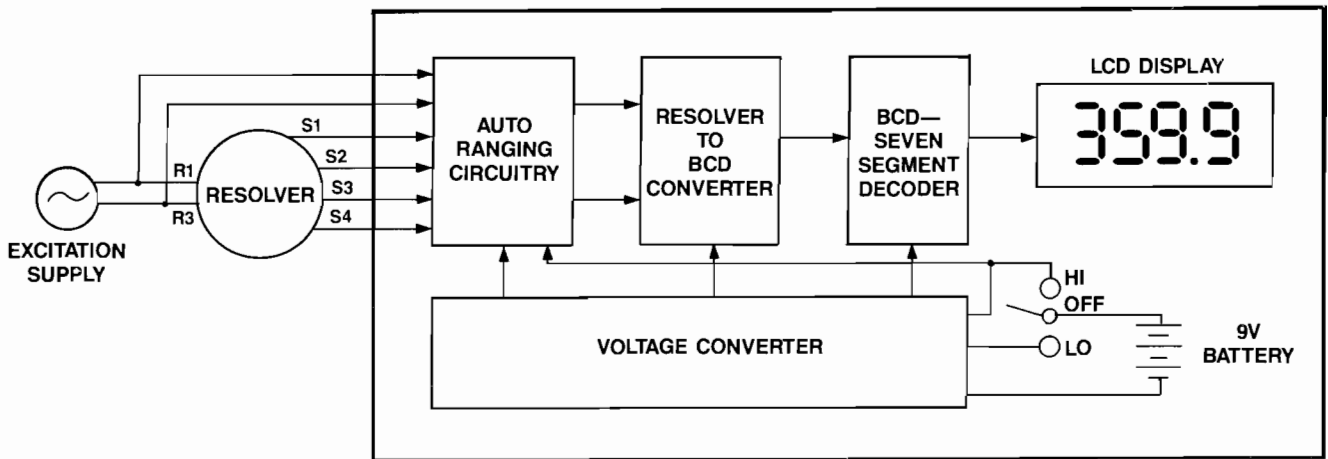 LCD DISPLAY
359.9
AUTO
RANGING
CIRCUITRY
RESOLVER
TO
BCD
CONVERTER
BCD—
SEVEN
SEGMENT
DECODER
S1
S2
S3
S4
R1
R3
RESOLVER
EXCITATION
SUPPLY
HI
OFF
LO
VOLTAGE CONVERTER
9V
BATTERY